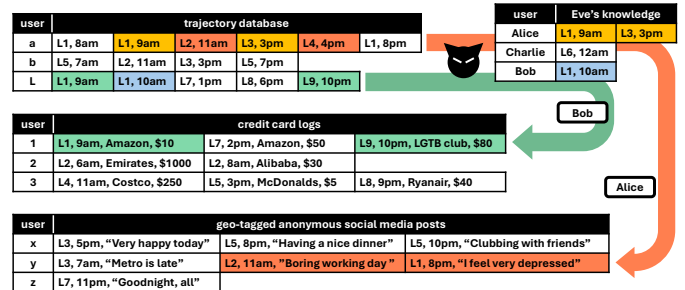 user trajectory database
a L1, 8am L1, 9am L2, 11am L3, 3pm L4, 4pm L1, 8pm
b L5, 7am L2, 11am L3, 3pm L5, 7pm
L L1, 9am L1, 10am L7, 1pm L8, 6pm L9, 10pm
user Eve's knowledge
Alice L1, 9am L3, 3pm
Charlie L6, 12am
Bob L1, 10am
Bob
user credit card logs
1 L1, 9am, Amazon, $10 L7, 2pm, Amazon, $50 L9, 10pm, LGTB club, $80
2 L2, 6am, Emirates, $1000 L2, 8am, Alibaba, $30
3 L4, 11am, Costco, $250 L5, 3pm, McDonalds, $5 L8, 9pm, Ryanair, $40
Alice
user geo-tagged anonymous social media posts
x L3, 5pm, “Very happy today” L5, 8pm, “Having a nice dinner” L5, 10pm, “Clubbing with friends”
y L3, 7am, “Metro is late” L2, 11am, ”Boring working day ” L1, 8pm, “I feel very depressed”
z L7, 11pm, “Goodnight, all”